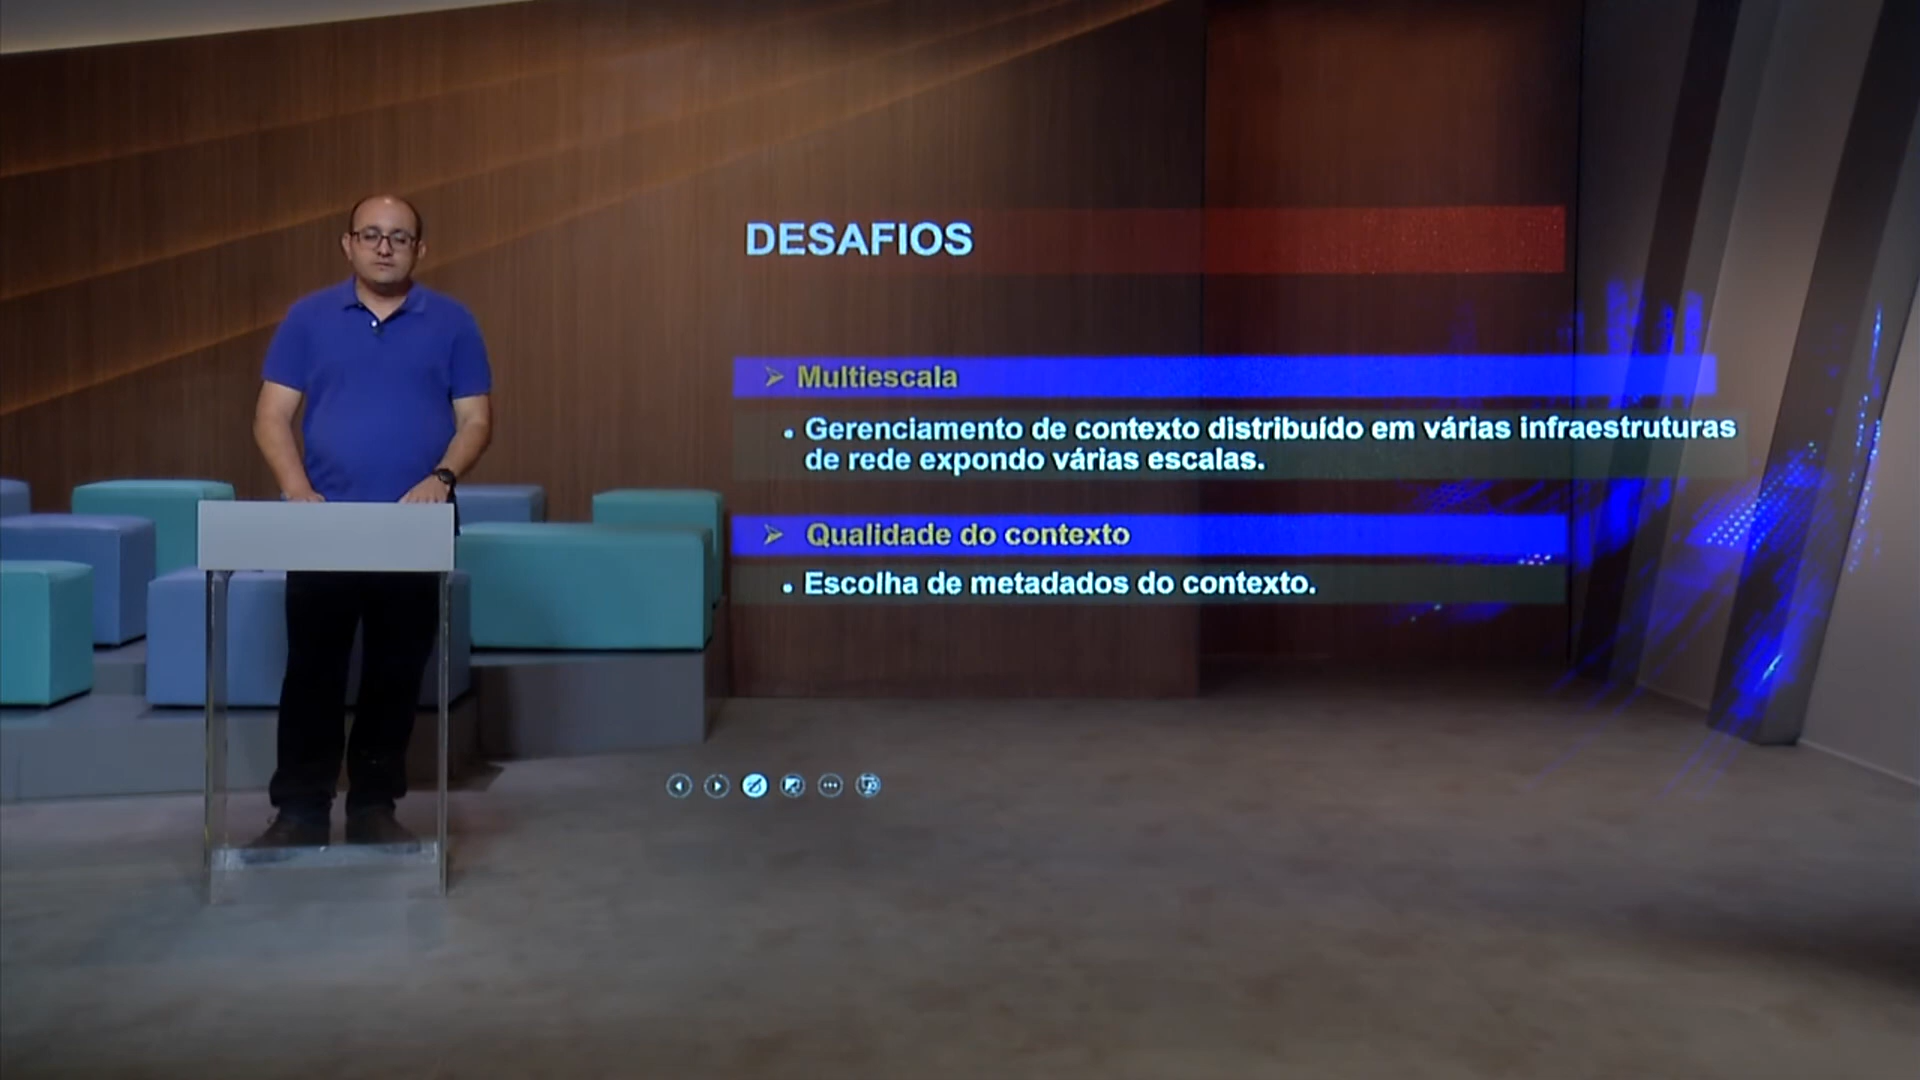 DESAFIOS
➢ Multiescala
• Gerenciamento de contexto distribuído em várias infraestruturas
de rede expondo várias escalas.
➢ Qualidade do contexto
• Escolha de metadados do contexto.